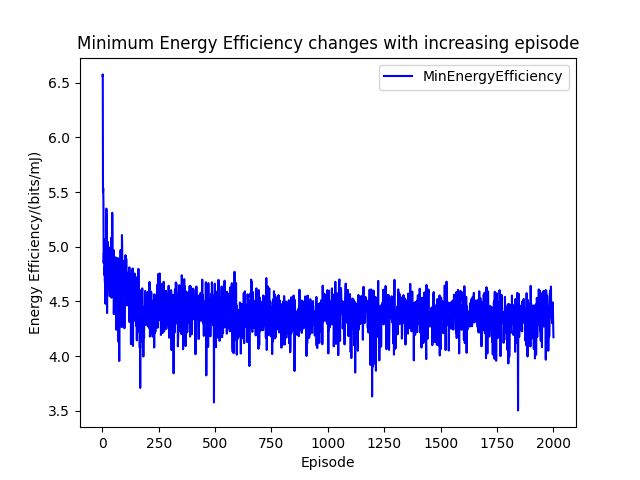 Minimum Energy Efficiency changes with increasing episode
MinEnergyEfficiency
Energy Efficiency/(bits/mJ)
6.5
6.0
5.5
5.0
4.5
4.0
3.5
0 250 500 750 1000 1250 1500 1750 2000
Episode